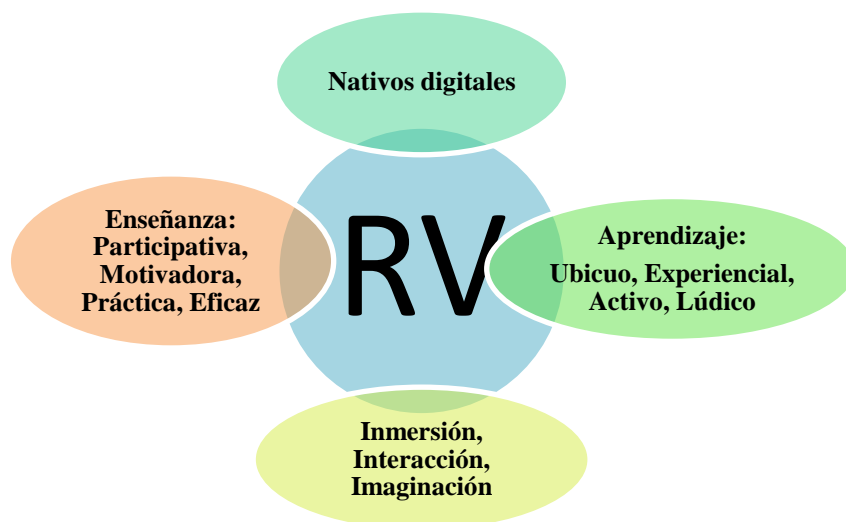 Nativos digitales
Enseñanza:
Participativa,
Motivadora,
Práctica, Eficaz
RV
Aprendizaje:
Ubicuo, Experiencial,
Activo, Lúdico
Inmersión,
Interacción,
Imaginación